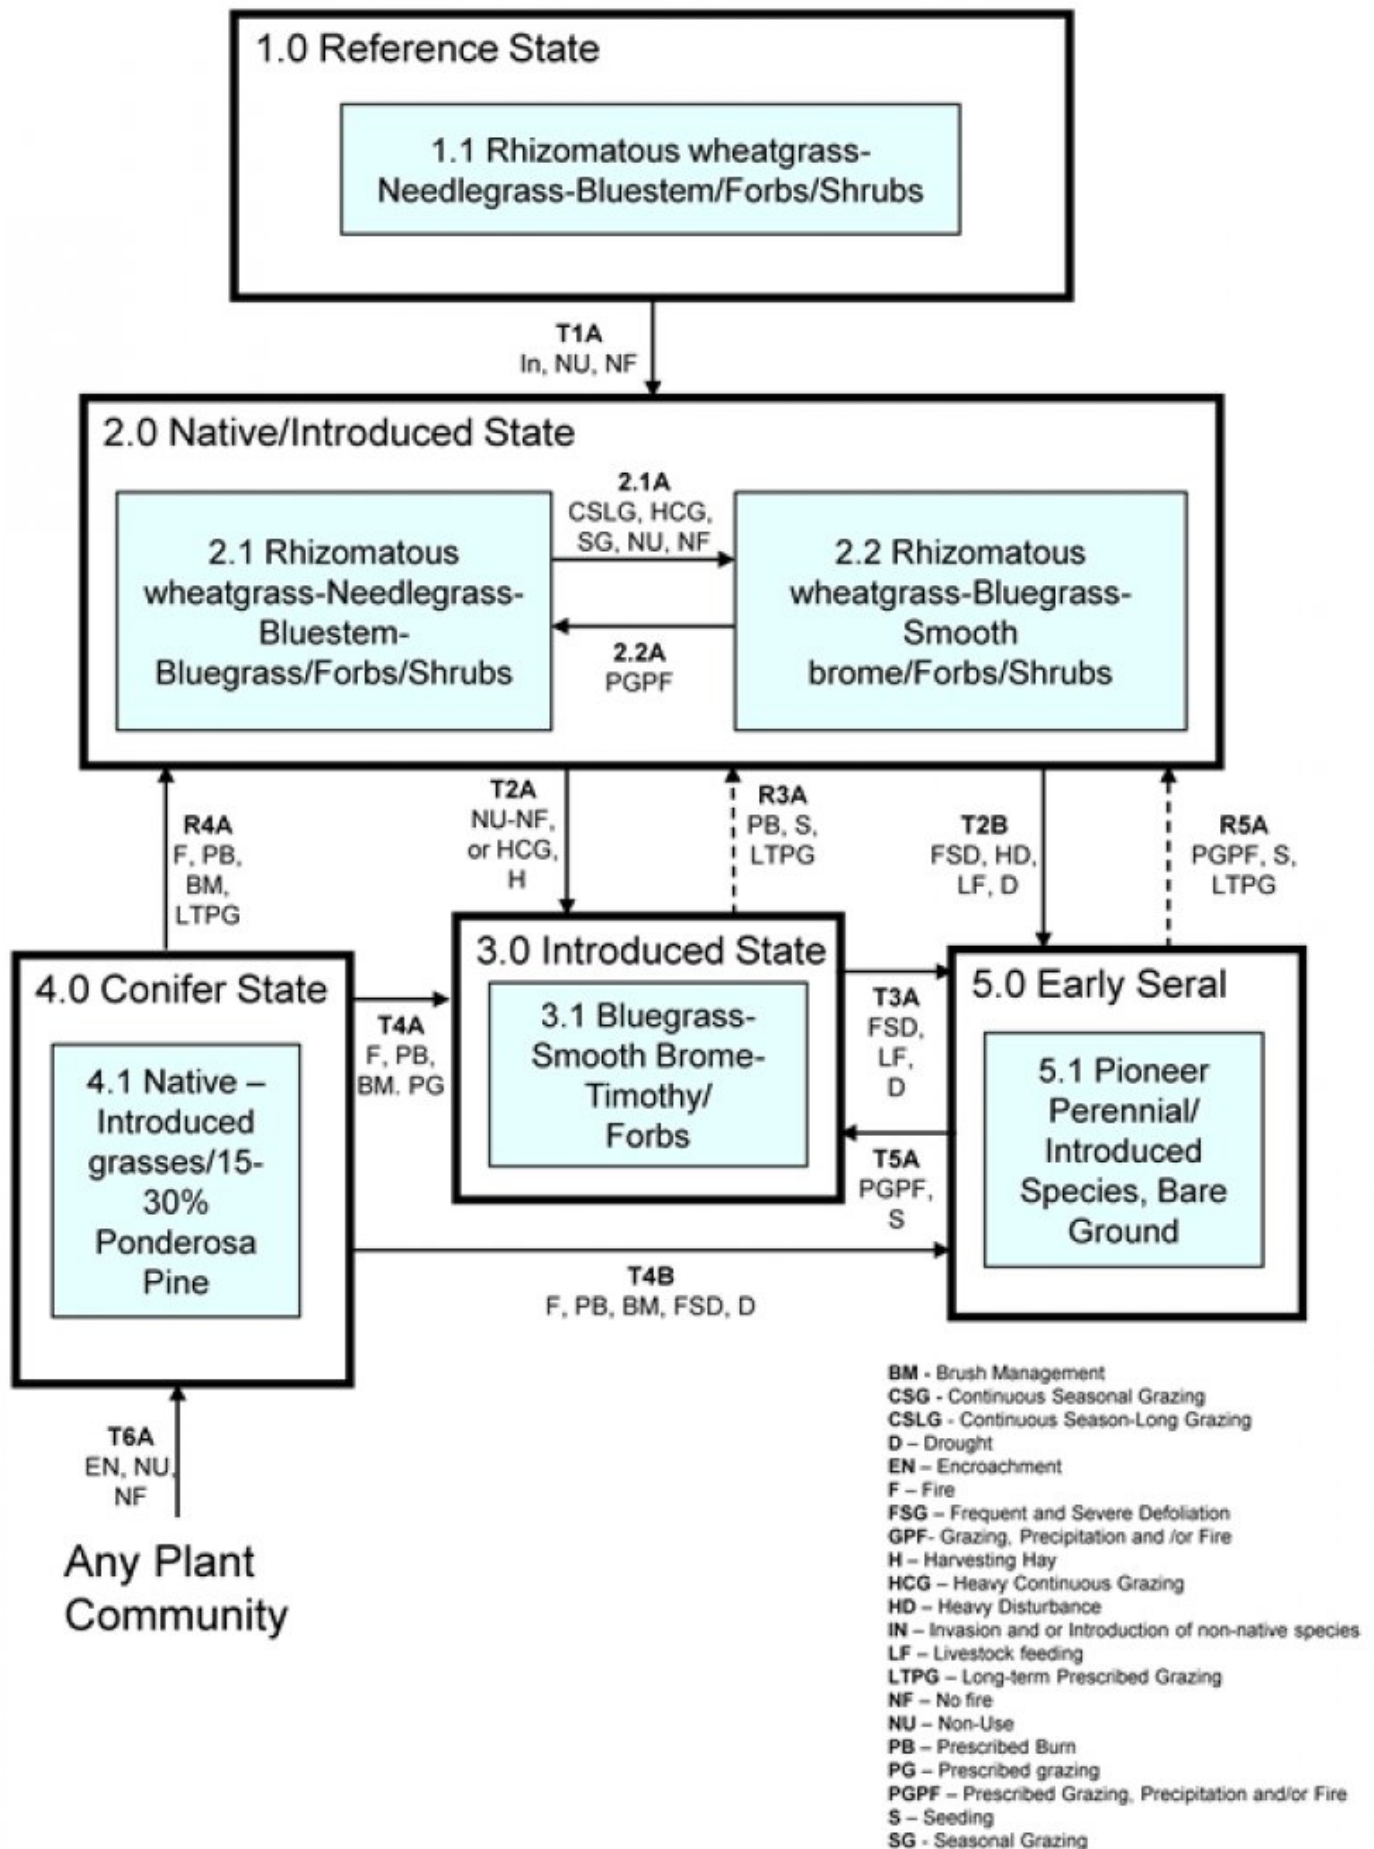 1.0 Reference State
1.1 Rhizomatous wheatgrass-
Needlegrass-Bluestem/Forbs/Shrubs
T1A
In, NU, NF
2.0 Native/Introduced State
2.1 Rhizomatous
wheatgrass-Needlegrass-
Bluestem-
Bluegrass/Forbs/Shrubs
2.1A
CSLG, HCG,
SG, NU, NF
2.2A
PGPF
2.2 Rhizomatous
wheatgrass-Bluegrass-
Smooth
brome/Forbs/Shrubs
R4A
F, PB,
BM,
LTPG
T2A
NU-NF,
or HCG,
H
R3A
PB, S,
LTPG
T2B
FSD, HD,
LF, D
R5A
PGPF, S,
LTPG
4.0 Conifer State
4.1 Native –
Introduced
grasses/15-
30%
Ponderosa
Pine
T4A
F, PB,
BM. PG
3.0 Introduced State
3.1 Bluegrass-
Smooth Brome-
Timothy/
Forbs
T3A
FSD,
LF,
D
T5A
PGPF,
S
5.0 Early Seral
5.1 Pioneer
Perennial/
Introduced
Species, Bare
Ground
T4B
F, PB, BM, FSD, D
T6A
EN, NU,
NF
Any Plant
Community
BM - Brush Management
CSG - Continuous Seasonal Grazing
CSLG - Continuous Season-Long Grazing
D – Drought
EN – Encroachment
F – Fire
FSG – Frequent and Severe Defoliation
GPF- Grazing, Precipitation and /or Fire
H – Harvesting Hay
HCG – Heavy Continuous Grazing
HD – Heavy Disturbance
IN – Invasion and or Introduction of non-native species
LF – Livestock feeding
LTPG – Long-term Prescribed Grazing
NF – No fire
NU – Non-Use
PB – Prescribed Burn
PG – Prescribed grazing
PGPF – Prescribed Grazing, Precipitation and/or Fire
S – Seeding
SG - Seasonal Grazing